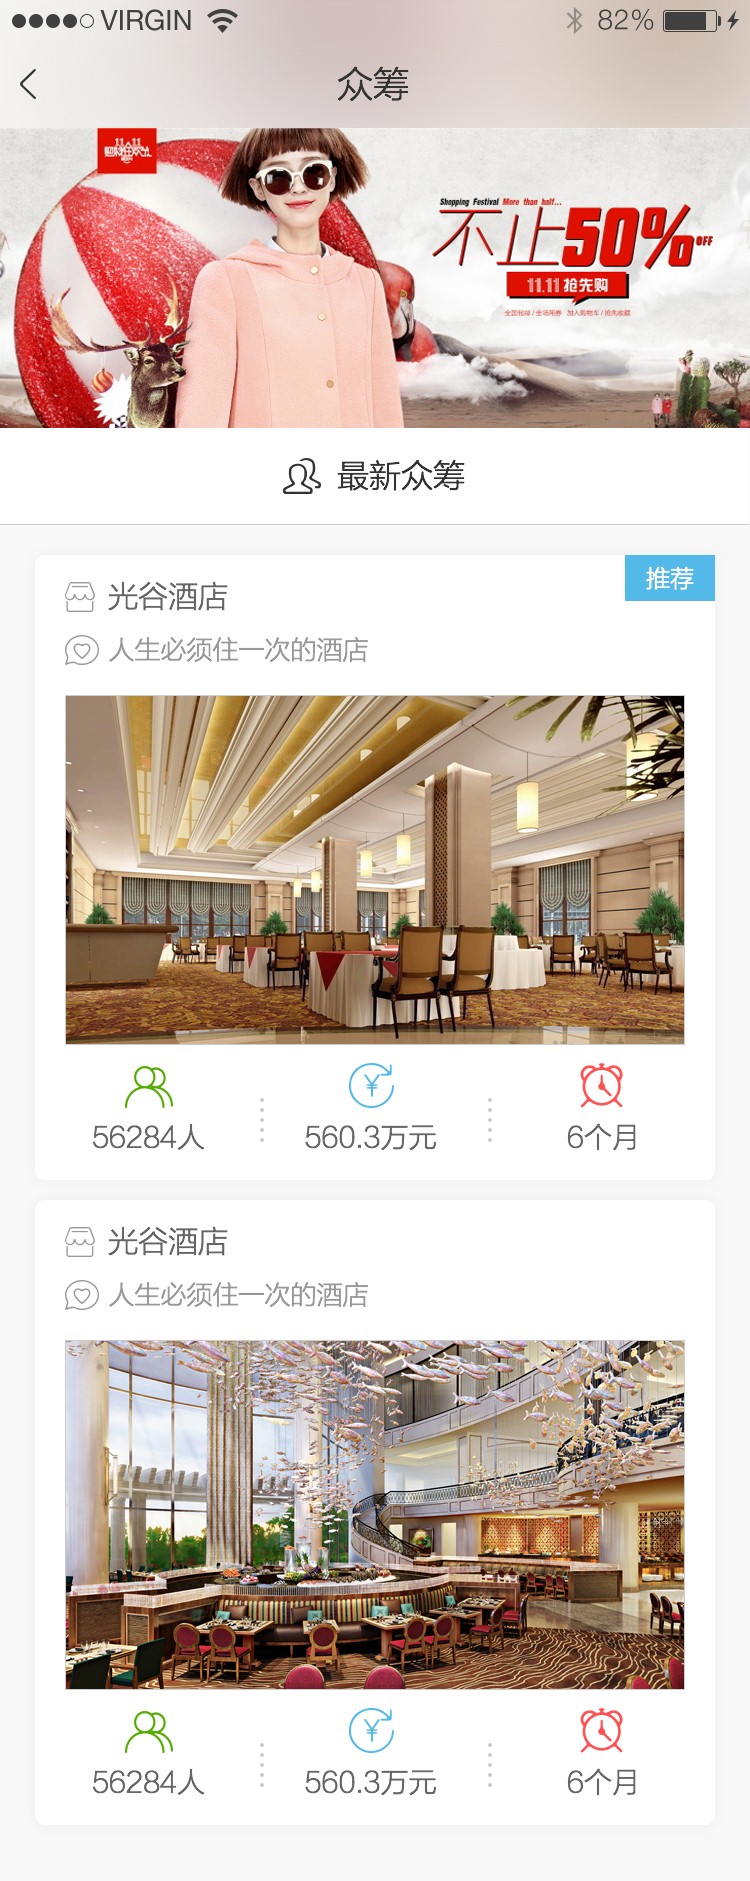 VIRGIN
82%
众筹
11.11
Shopping Festival More than half...
不止50%OFF
11.11 抢先购
最新众筹
推荐
光谷酒店
人生必须住一次的酒店
56284人
560.3万元
6个月
光谷酒店
人生必须住一次的酒店
56284人
560.3万元
6个月